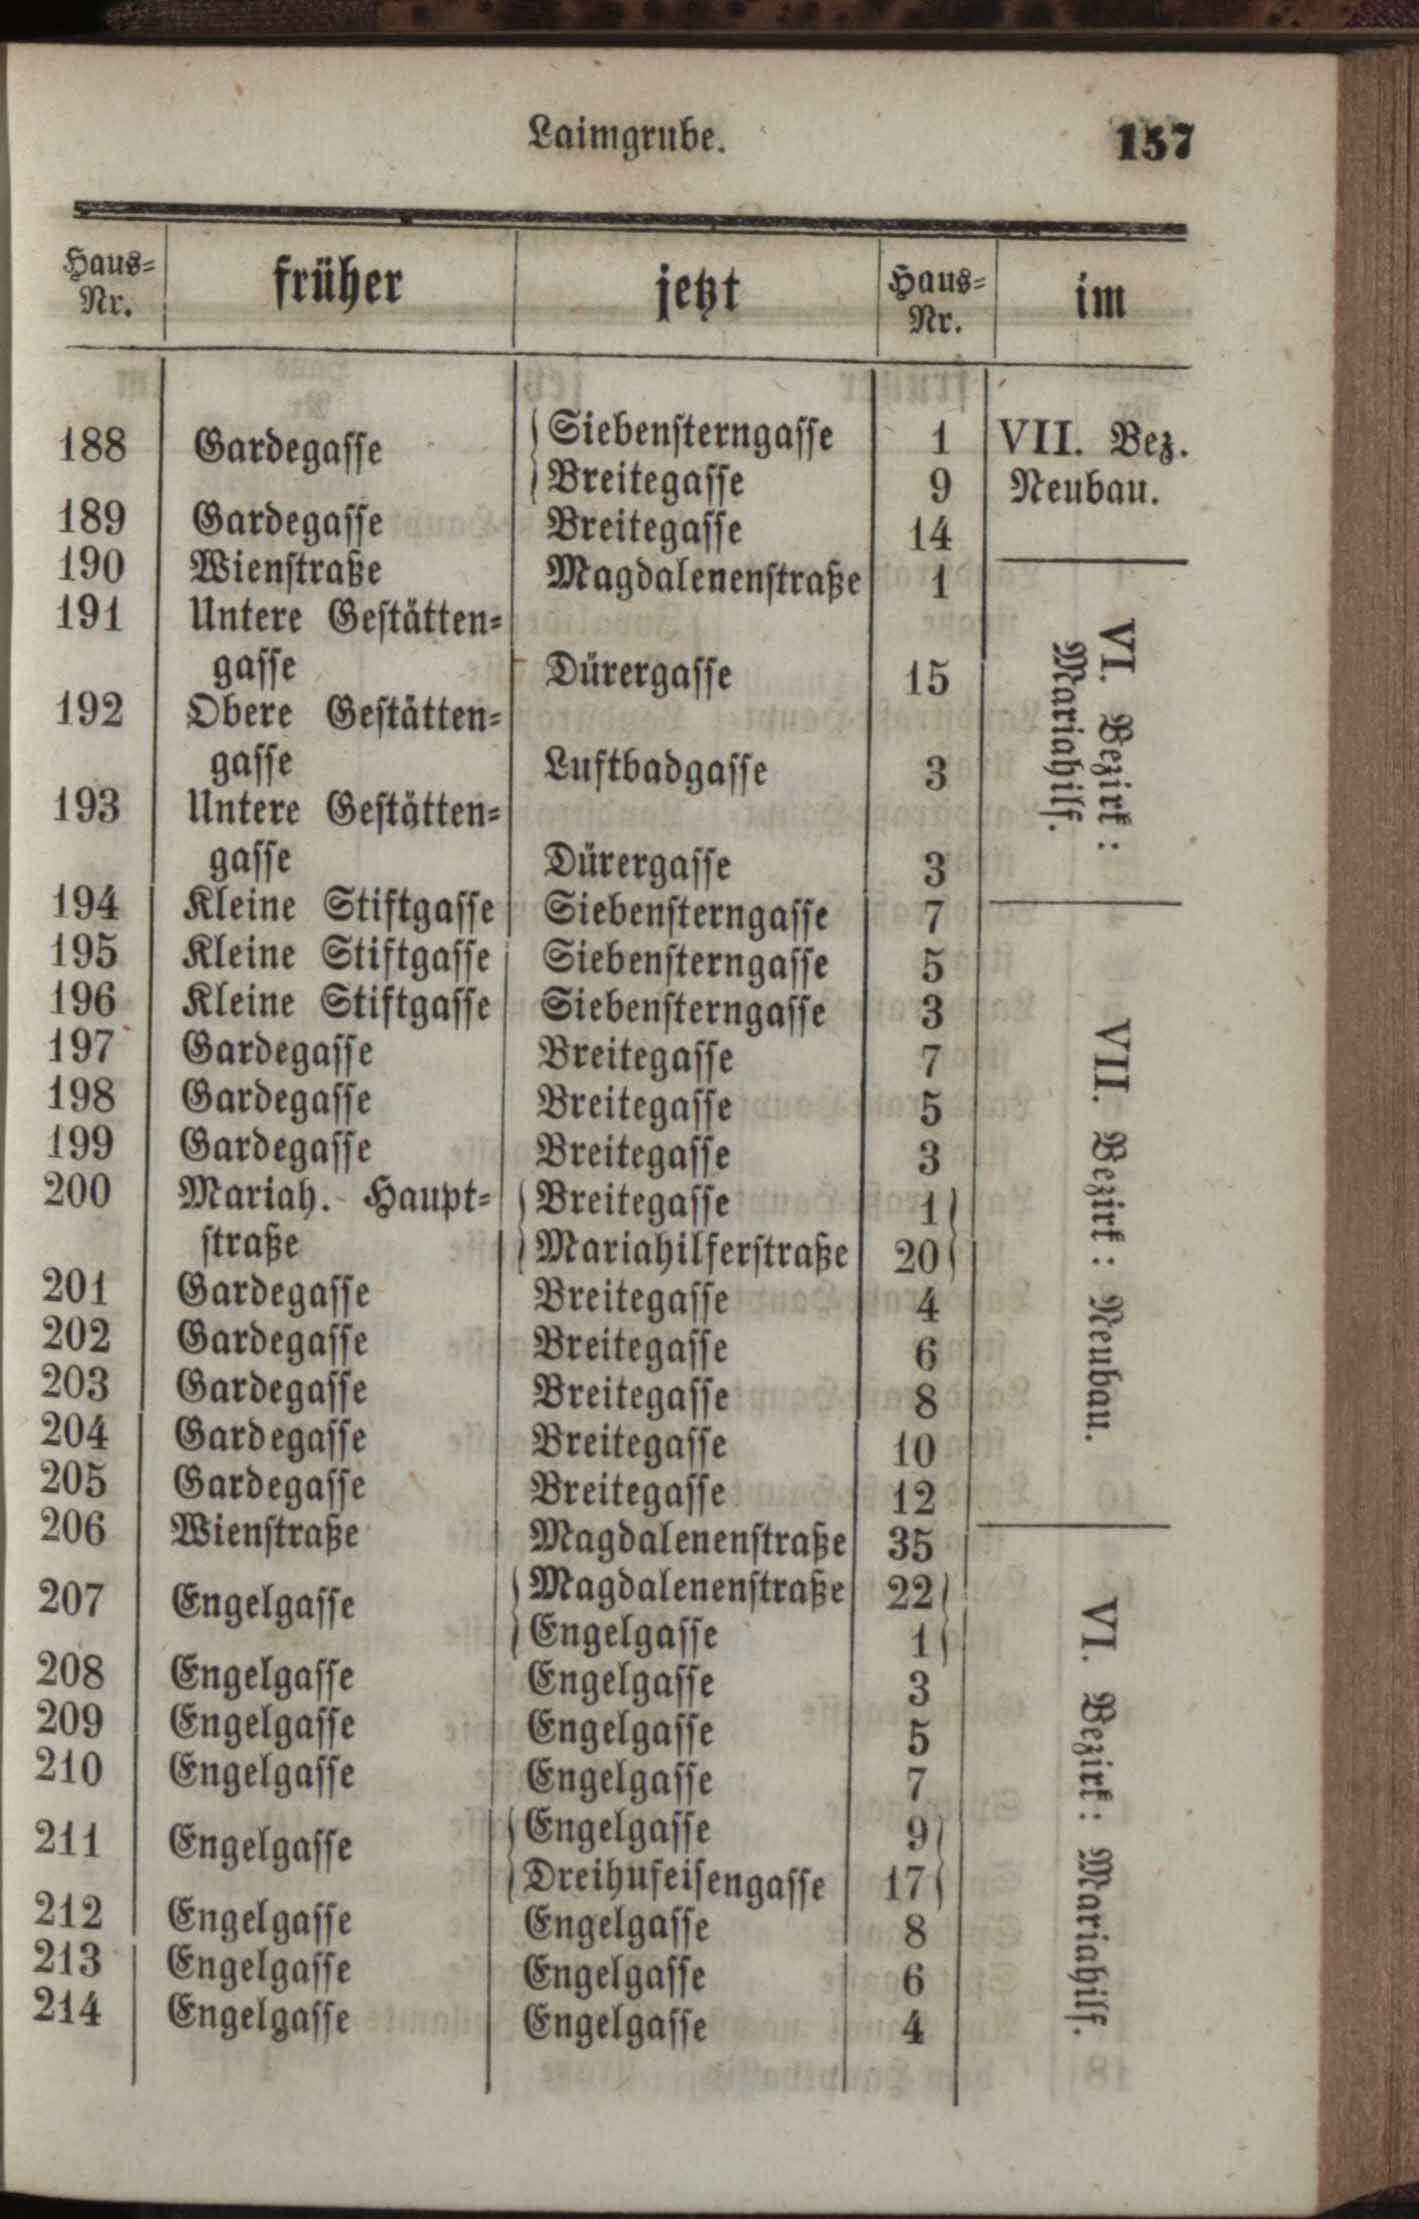 Laimgrube. 157
Haus- früher jetzt Haus- im
Nr. Nr.
188 Gardegasse Siebensterngasse 1 VII. Bez.
Breitegasse 9 Neubau.
189 Gardegasse Breitegasse 14
190 Wienstraße Magdalenenstraße 1
191 Untere Gestätten-
gasse Dürergasse 15
192 Obere Gestätten-
gasse Luftbadgasse 3
193 Untere Gestätten-
gasse Dürergasse 3
VI. Bezirk:
Mariahilf.
194 Kleine Stiftgasse Siebensterngasse 7
195 Kleine Stiftgasse Siebensterngasse 5
196 Kleine Stiftgasse Siebensterngasse 3
197 Gardegasse Breitegasse 7
198 Gardegasse Breitegasse 5
199 Gardegasse Breitegasse 3
200 Mariah. Haupt- Breitegasse 1
straße Mariahilferstraße 20
201 Gardegasse Breitegasse 4
202 Gardegasse Breitegasse 6
203 Gardegasse Breitegasse 8
204 Gardegasse Breitegasse 10
205 Gardegasse Breitegasse 12
VII. Bezirk: Neubau.
206 Wienstraße Magdalenenstraße 35
207 Engelgasse Magdalenenstraße 22
Engelgasse 1
208 Engelgasse Engelgasse 3
209 Engelgasse Engelgasse 5
210 Engelgasse Engelgasse 7
211 Engelgasse Engelgasse 9
Dreihufeisengasse 17
212 Engelgasse Engelgasse 8
213 Engelgasse Engelgasse 6
214 Engelgasse Engelgasse 4
VI. Bezirk: Mariahilf.